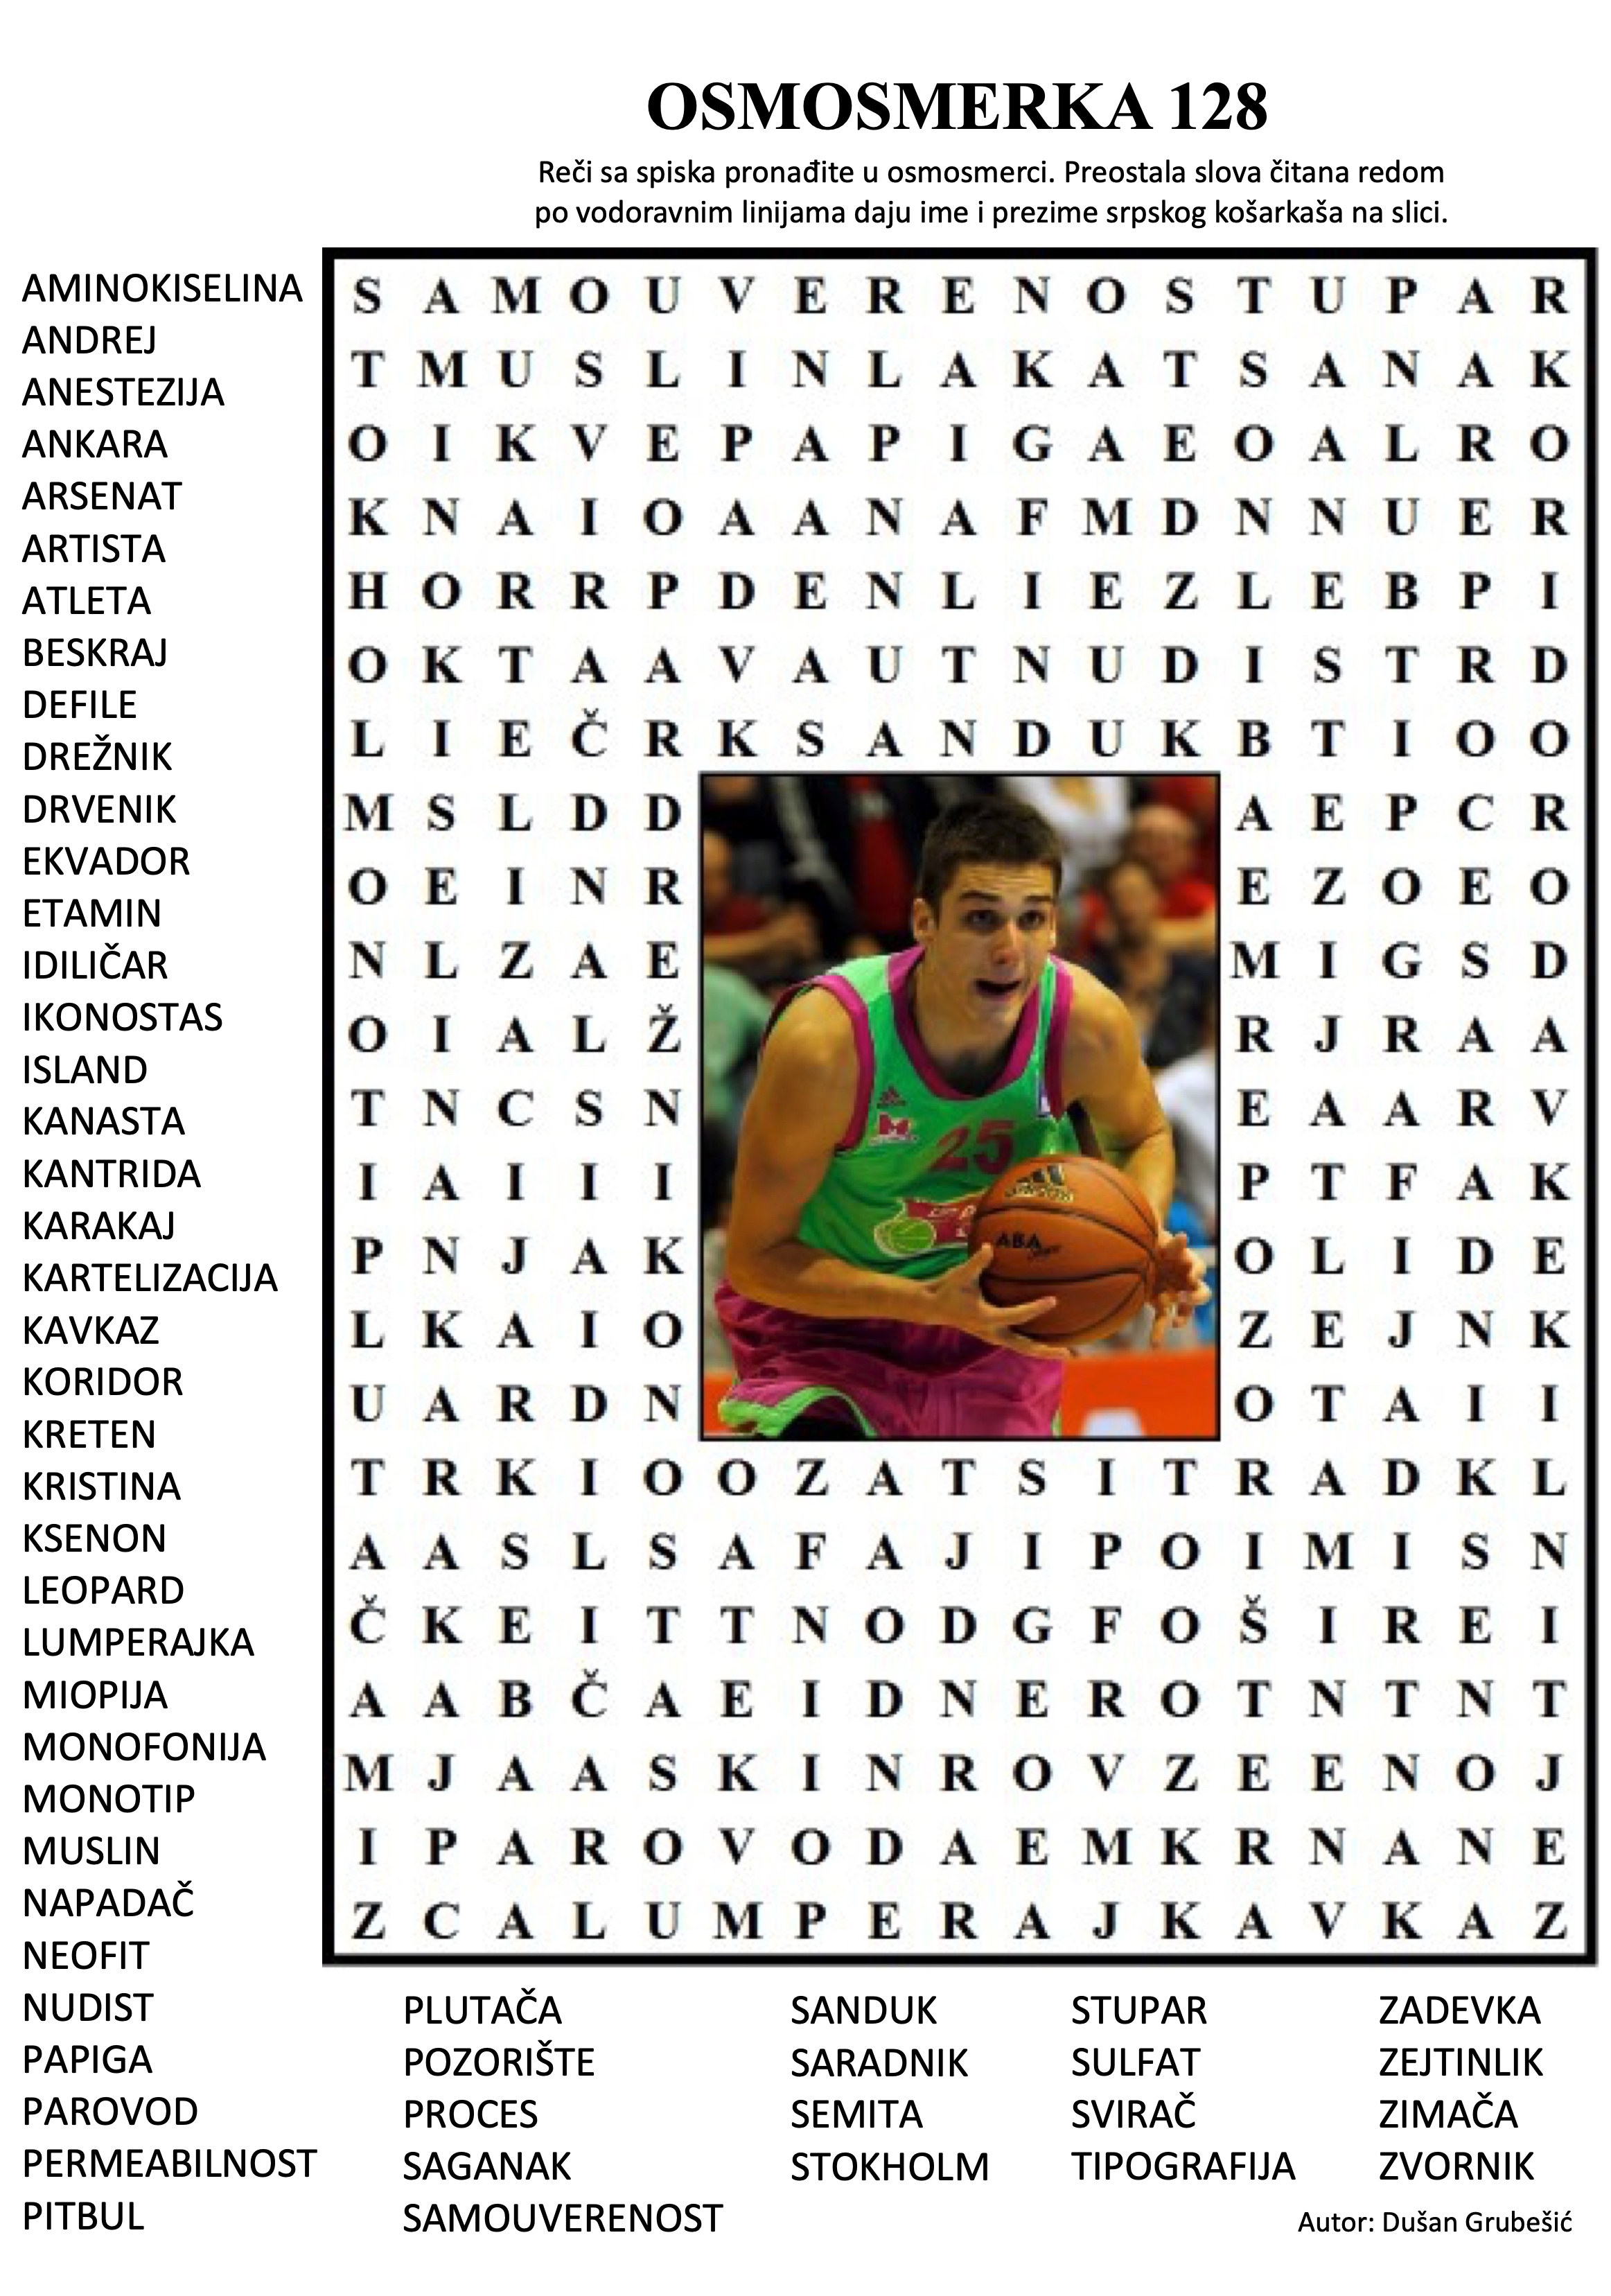 OSMOSMERKA 128
Reči sa spiska pronađite u osmosmerci. Preostala slova čitana redom
po vodoravnim linijama daju ime i prezime srpskog košarkaša na slici.
AMINOKISELINA
ANDREJ
ANESTEZIJA
ANKARA
ARSENAT
ARTISTA
ATLETA
BESKRAJ
DEFILE
DREŽNIK
DRVENIK
EKVADOR
ETAMIN
IDILIČAR
IKONOSTAS
ISLAND
KANASTA
KANTRIDA
KARAKAJ
KARTELIZACIJA
KAVKAZ
KORIDOR
KRETEN
KRISTINA
KSENON
LEOPARD
LUMPERAJKA
MIOPIJA
MONOFONIJA
MONOTIP
MUSLIN
NAPADAČ
NEOFIT
NUDIST
PAPIGA
PAROVOD
PERMEABILNOST
PITBUL
S A M O U V E R E N O S T U P A R
T M U S L I N L A K A T S A N A K
O I K V E P A P I G A E O A L R O
K N A I O A A N A F M D N N U E R
H O R R P D E N L I E Z L E B P I
O K T A A V A U T N U D I S T R D
L I E Č R K S A N D U K B T I O O
M S L D D A E P C R
O E I N R E Z O E O
N L Z A E M I G S D
O I A L Ž R J R A A
T N C S N E A A R V
I A I I I P T F A K
P N J A K O L I D E
L K A I O Z E J N K
U A R D N O T A I I
T R K I O O Z A T S I T R A D K L
A A S L S A F A J I P O I M I S N
Č K E I T T N O D G F O Š I R E I
A A B Č A E I D N E R O T N T N T
M J A A S K I N R O V Z E E N O J
I P A R O V O D A E M K R N A N E
Z C A L U M P E R A J K A V K A Z
25
ABA
PLUTAČA
POZORIŠTE
PROCES
SAGANAK
SAMOUVERENOST
SANDUK
SARADNIK
SEMITA
STOKHOLM
STUPAR
SULFAT
SVIRAČ
TIPOGRAFIJA
ZADEVKA
ZEJTINLIK
ZIMAČA
ZVORNIK
Autor: Dušan Grubešić